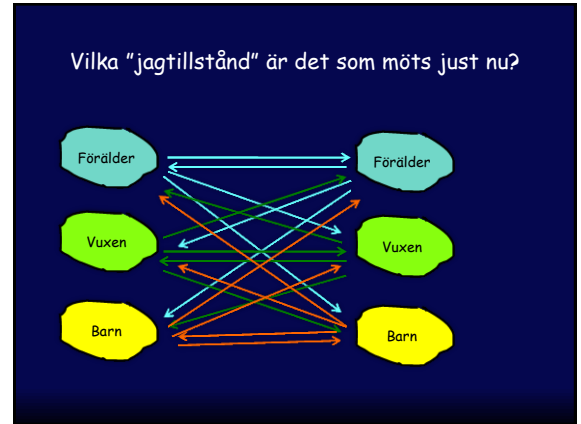 Vilka ”jagtillstånd” är det som möts just nu?
Förälder
Förälder
Vuxen
Vuxen
Barn
Barn